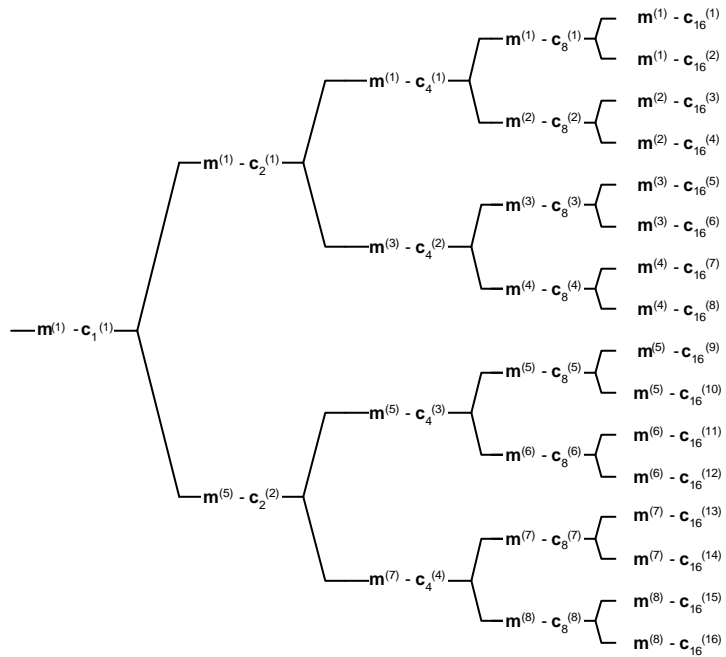 m⁽¹⁾ - c₁₆⁽¹⁾
m⁽¹⁾ - c₈⁽¹⁾
m⁽¹⁾ - c₁₆⁽²⁾
m⁽¹⁾ - c₄⁽¹⁾
m⁽²⁾ - c₁₆⁽³⁾
m⁽²⁾ - c₈⁽²⁾
m⁽²⁾ - c₁₆⁽⁴⁾
m⁽¹⁾ - c₂⁽¹⁾
m⁽³⁾ - c₁₆⁽⁵⁾
m⁽³⁾ - c₈⁽³⁾
m⁽³⁾ - c₁₆⁽⁶⁾
m⁽³⁾ - c₄⁽²⁾
m⁽⁴⁾ - c₁₆⁽⁷⁾
m⁽⁴⁾ - c₈⁽⁴⁾
m⁽⁴⁾ - c₁₆⁽⁸⁾
m⁽¹⁾ - c₁⁽¹⁾
m⁽⁵⁾ - c₁₆⁽⁹⁾
m⁽⁵⁾ - c₈⁽⁵⁾
m⁽⁵⁾ - c₁₆⁽¹⁰⁾
m⁽⁵⁾ - c₄⁽³⁾
m⁽⁶⁾ - c₁₆⁽¹¹⁾
m⁽⁶⁾ - c₈⁽⁶⁾
m⁽⁶⁾ - c₁₆⁽¹²⁾
m⁽⁵⁾ - c₂⁽²⁾
m⁽⁷⁾ - c₁₆⁽¹³⁾
m⁽⁷⁾ - c₈⁽⁷⁾
m⁽⁷⁾ - c₁₆⁽¹⁴⁾
m⁽⁷⁾ - c₄⁽⁴⁾
m⁽⁸⁾ - c₁₆⁽¹⁵⁾
m⁽⁸⁾ - c₈⁽⁸⁾
m⁽⁸⁾ - c₁₆⁽¹⁶⁾